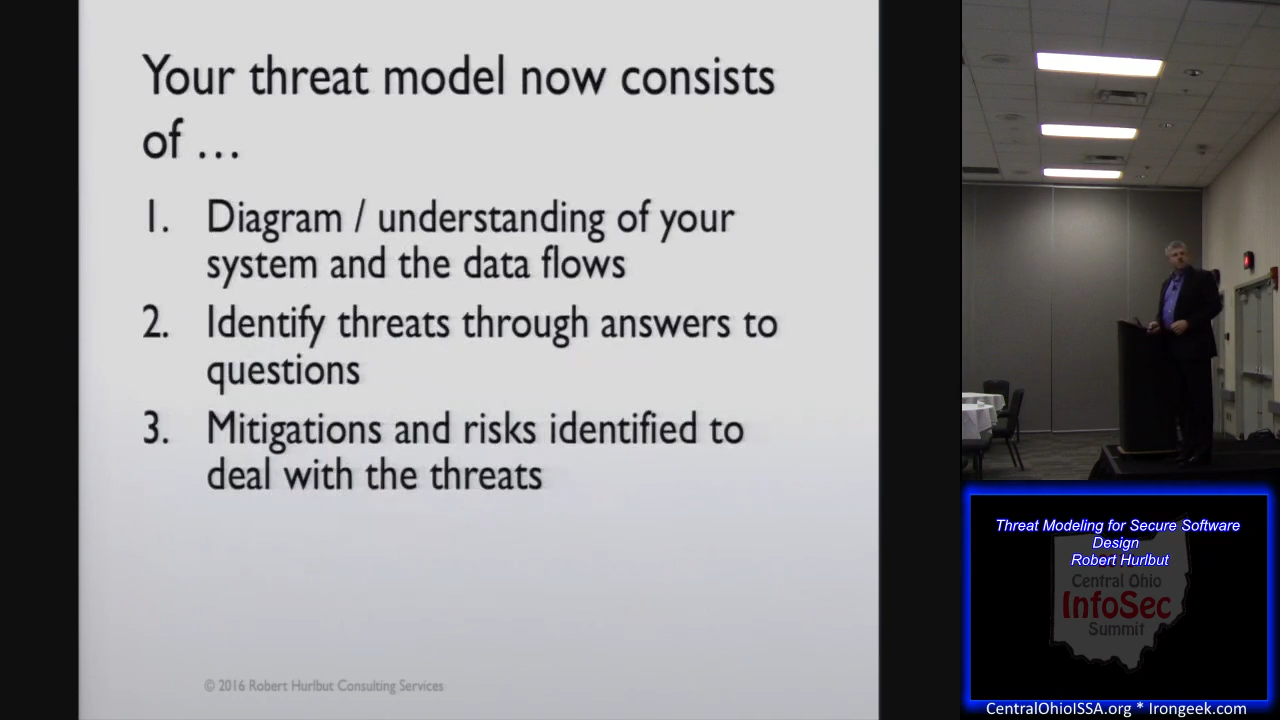 Your threat model now consists
of …
1. Diagram / understanding of your
system and the data flows
2. Identify threats through answers to
questions
3. Mitigations and risks identified to
deal with the threats
© 2016 Robert Hurlbut Consulting Services
Threat Modeling for Secure Software
Design
Robert Hurlbut
Central Ohio
InfoSec
Summit
CentralOhioISSA.org * Irongeek.com